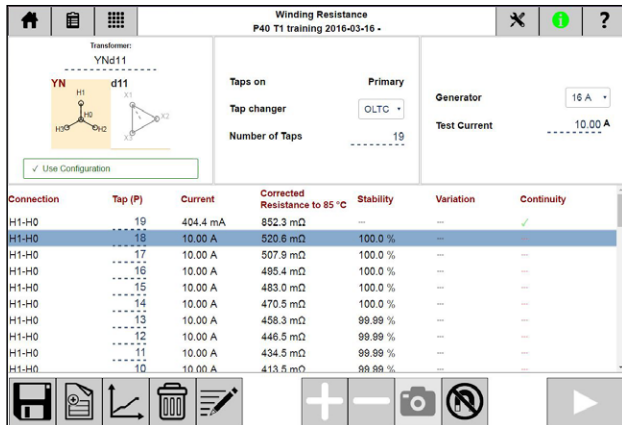 Winding Resistance
P40 T1 training 2016-03-16 -
?
Transformer:
YNd11
YN d11
H1
H0
H3 H2
X1
X2
X3
✓ Use Configuration
Taps on Primary
Tap changer OLTC
Number of Taps 19
Generator 16 A
Test Current 10.00 A
Connection Tap (P) Current Corrected Resistance to 85 °C Stability Variation Continuity
H1-H0 19 404.4 mA 852.3 mΩ --- --- ✓
H1-H0 18 10.00 A 520.6 mΩ 100.0 % --- ---
H1-H0 17 10.00 A 507.9 mΩ 100.0 % --- ---
H1-H0 16 10.00 A 495.4 mΩ 100.0 % --- ---
H1-H0 15 10.00 A 483.0 mΩ 100.0 % --- ---
H1-H0 14 10.00 A 470.5 mΩ 100.0 % --- ---
H1-H0 13 10.00 A 458.3 mΩ 99.99 % --- ---
H1-H0 12 10.00 A 446.5 mΩ 99.99 % --- ---
H1-H0 11 10.00 A 434.5 mΩ 99.99 % --- ---
H1-H0 10 10.00 A 413.5 mΩ 99.99 % --- ---